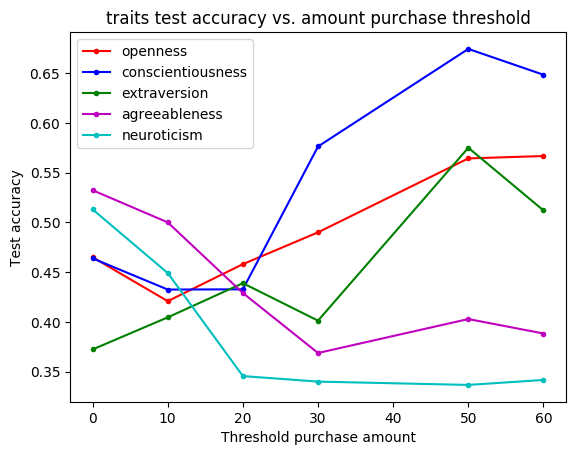 traits test accuracy vs. amount purchase threshold
openness
conscientiousness
extraversion
agreeableness
neuroticism
Test accuracy
0.65
0.60
0.55
0.50
0.45
0.40
0.35
0 10 20 30 40 50 60
Threshold purchase amount